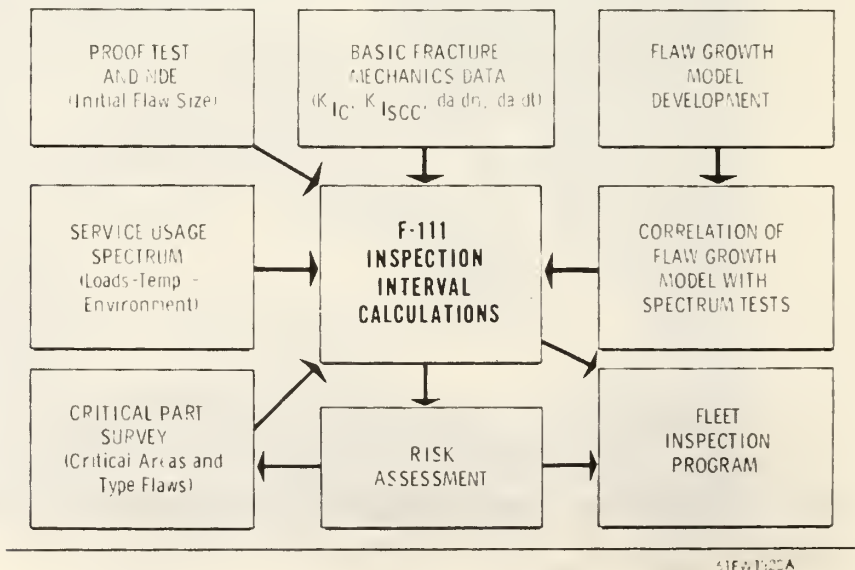 PROOF TEST
AND NDE
(Initial Flaw Size)
BASIC FRACTURE
MECHANICS DATA
(K IC, K ISCC, da dn, da dt)
FLAW GROWTH
MODEL
DEVELOPMENT
SERVICE USAGE
SPECTRUM
(Loads-Temp -
Environment)
F-111
INSPECTION
INTERVAL
CALCULATIONS
CORRELATION OF
FLAW GROWTH
MODEL WITH
SPECTRUM TESTS
CRITICAL PART
SURVEY
(Critical Areas and
Type Flaws)
RISK
ASSESSMENT
FLEET
INSPECTION
PROGRAM